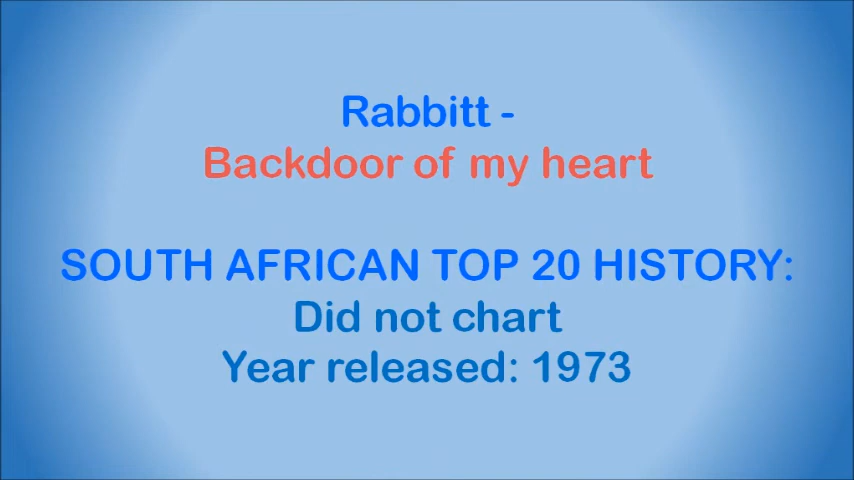 Rabbitt -
Backdoor of my heart
SOUTH AFRICAN TOP 20 HISTORY:
Did not chart
Year released: 1973